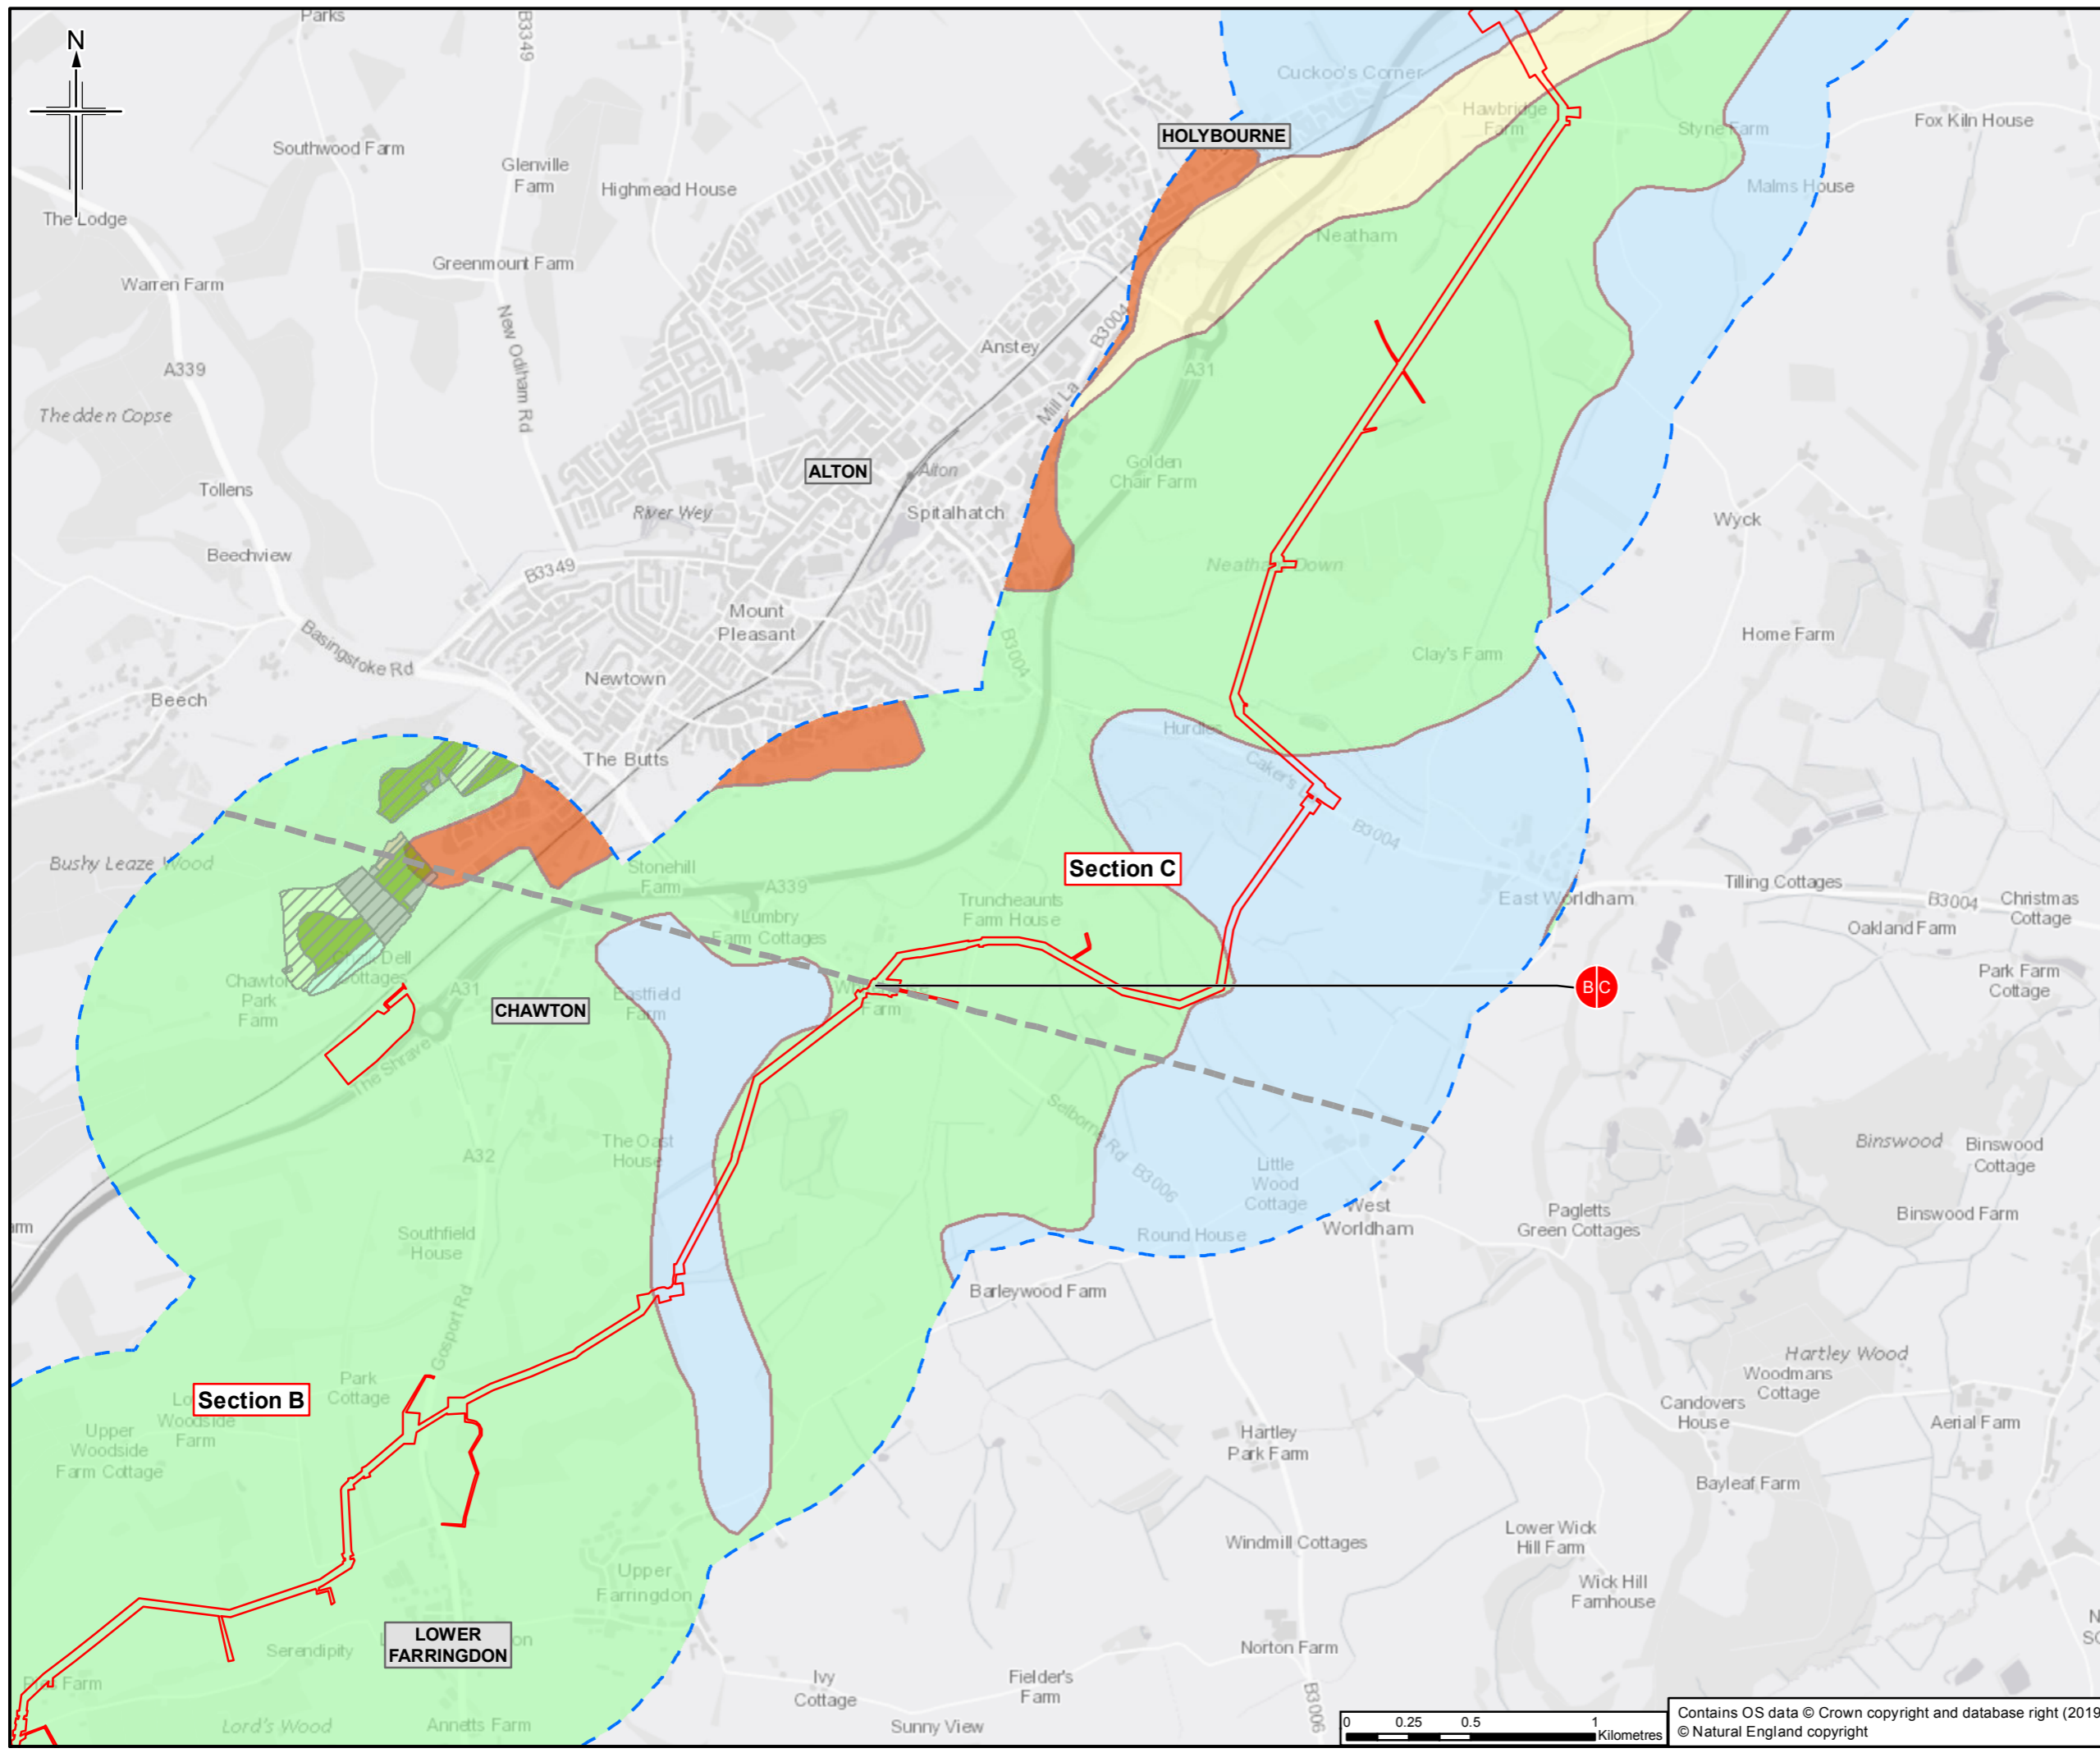 Parks
B3349
N
Cuckoo's Corner
HOLYBOURNE
Hawbridge
Farm
Styne Farm
Fox Kiln House
Southwood Farm
Glenville
Farm
Highmead House
Malms House
The Lodge
Neatham
Greenmount Farm
Warren Farm
New Odiham Rd
B3004
Anstey
A339
A31
Thedden Copse
Mill La
ALTON
Alton
Golden
Chair Farm
Tollens
River Wey
Spitalhatch
Wyck
Beechview
B3349
Neatham Down
Mount
Pleasant
Basingstoke Rd
B3004
Home Farm
Clay's Farm
Newtown
Beech
Hurdles
The Butts
Caker's
B3004
Bushy Leaze Wood
Stonehill
Farm
Section C
A339
Tilling Cottages
Truncheaunts
Farm House
East Worldham
B3004
Christmas
Cottage
Lumbry
Farm Cottages
Oakland Farm
Dell
Cottages
Chawton
Park
Farm
A31
Park Farm
Cottage
B C
Eastfield
Farm
CHAWTON
Farm
The Shrave
Selborne Rd
The Oast
House
A32
Binswood
Binswood
Cottage
B3006
Little
Wood
Cottage
West
Worldham
Pagletts
Green Cottages
Binswood Farm
Southfield
House
Round House
Barleywood Farm
Gosport Rd
Hartley Wood
Park
Cottage
Woodmans
Cottage
Section B
Woodside
Farm
Candovers
House
Aerial Farm
Upper
Woodside
Farm Cottage
Hartley
Park Farm
Bayleaf Farm
Windmill Cottages
Lower Wick
Hill Farm
Upper
Farringdon
Wick Hill
Farmhouse
LOWER
FARRINGDON
Serendipity
Norton Farm
Ivy
Cottage
Fielder's
Farm
Farm
B3006
Lord's Wood
Annetts Farm
Sunny View
0 0.25 0.5 1
Kilometres
Contains OS data © Crown copyright and database right (2019
© Natural England copyright